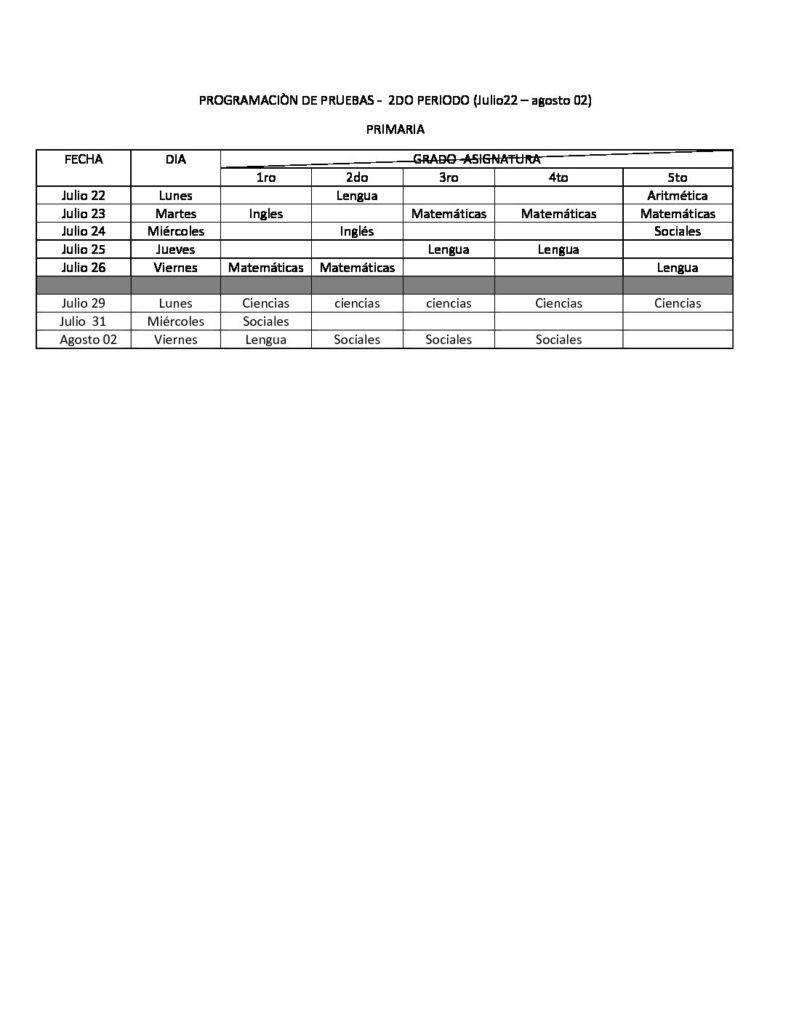 PROGRAMACIÒN DE PRUEBAS - 2DO PERIODO (Julio22 – agosto 02)
PRIMARIA
FECHA DIA GRADO ASIGNATURA
1ro 2do 3ro 4to 5to
Julio 22 Lunes Lengua Aritmética
Julio 23 Martes Ingles Matemáticas Matemáticas Matemáticas
Julio 24 Miércoles Inglés Sociales
Julio 25 Jueves Lengua Lengua
Julio 26 Viernes Matemáticas Matemáticas Lengua
Julio 29 Lunes Ciencias ciencias ciencias Ciencias Ciencias
Julio 31 Miércoles Sociales
Agosto 02 Viernes Lengua Sociales Sociales Sociales